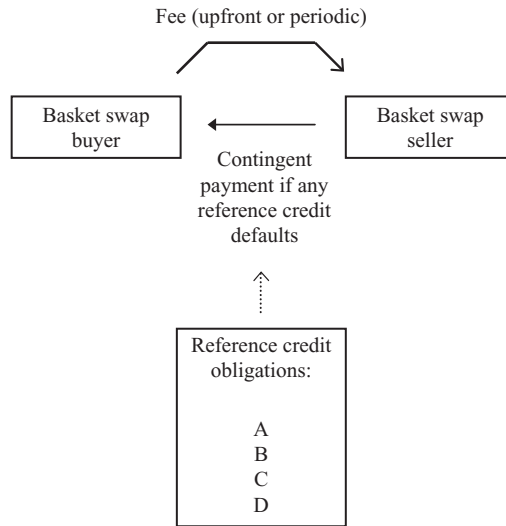 Fee (upfront or periodic)
Basket swap
buyer
Basket swap
seller
Contingent
payment if any
reference credit
defaults
Reference credit
obligations:
A
B
C
D